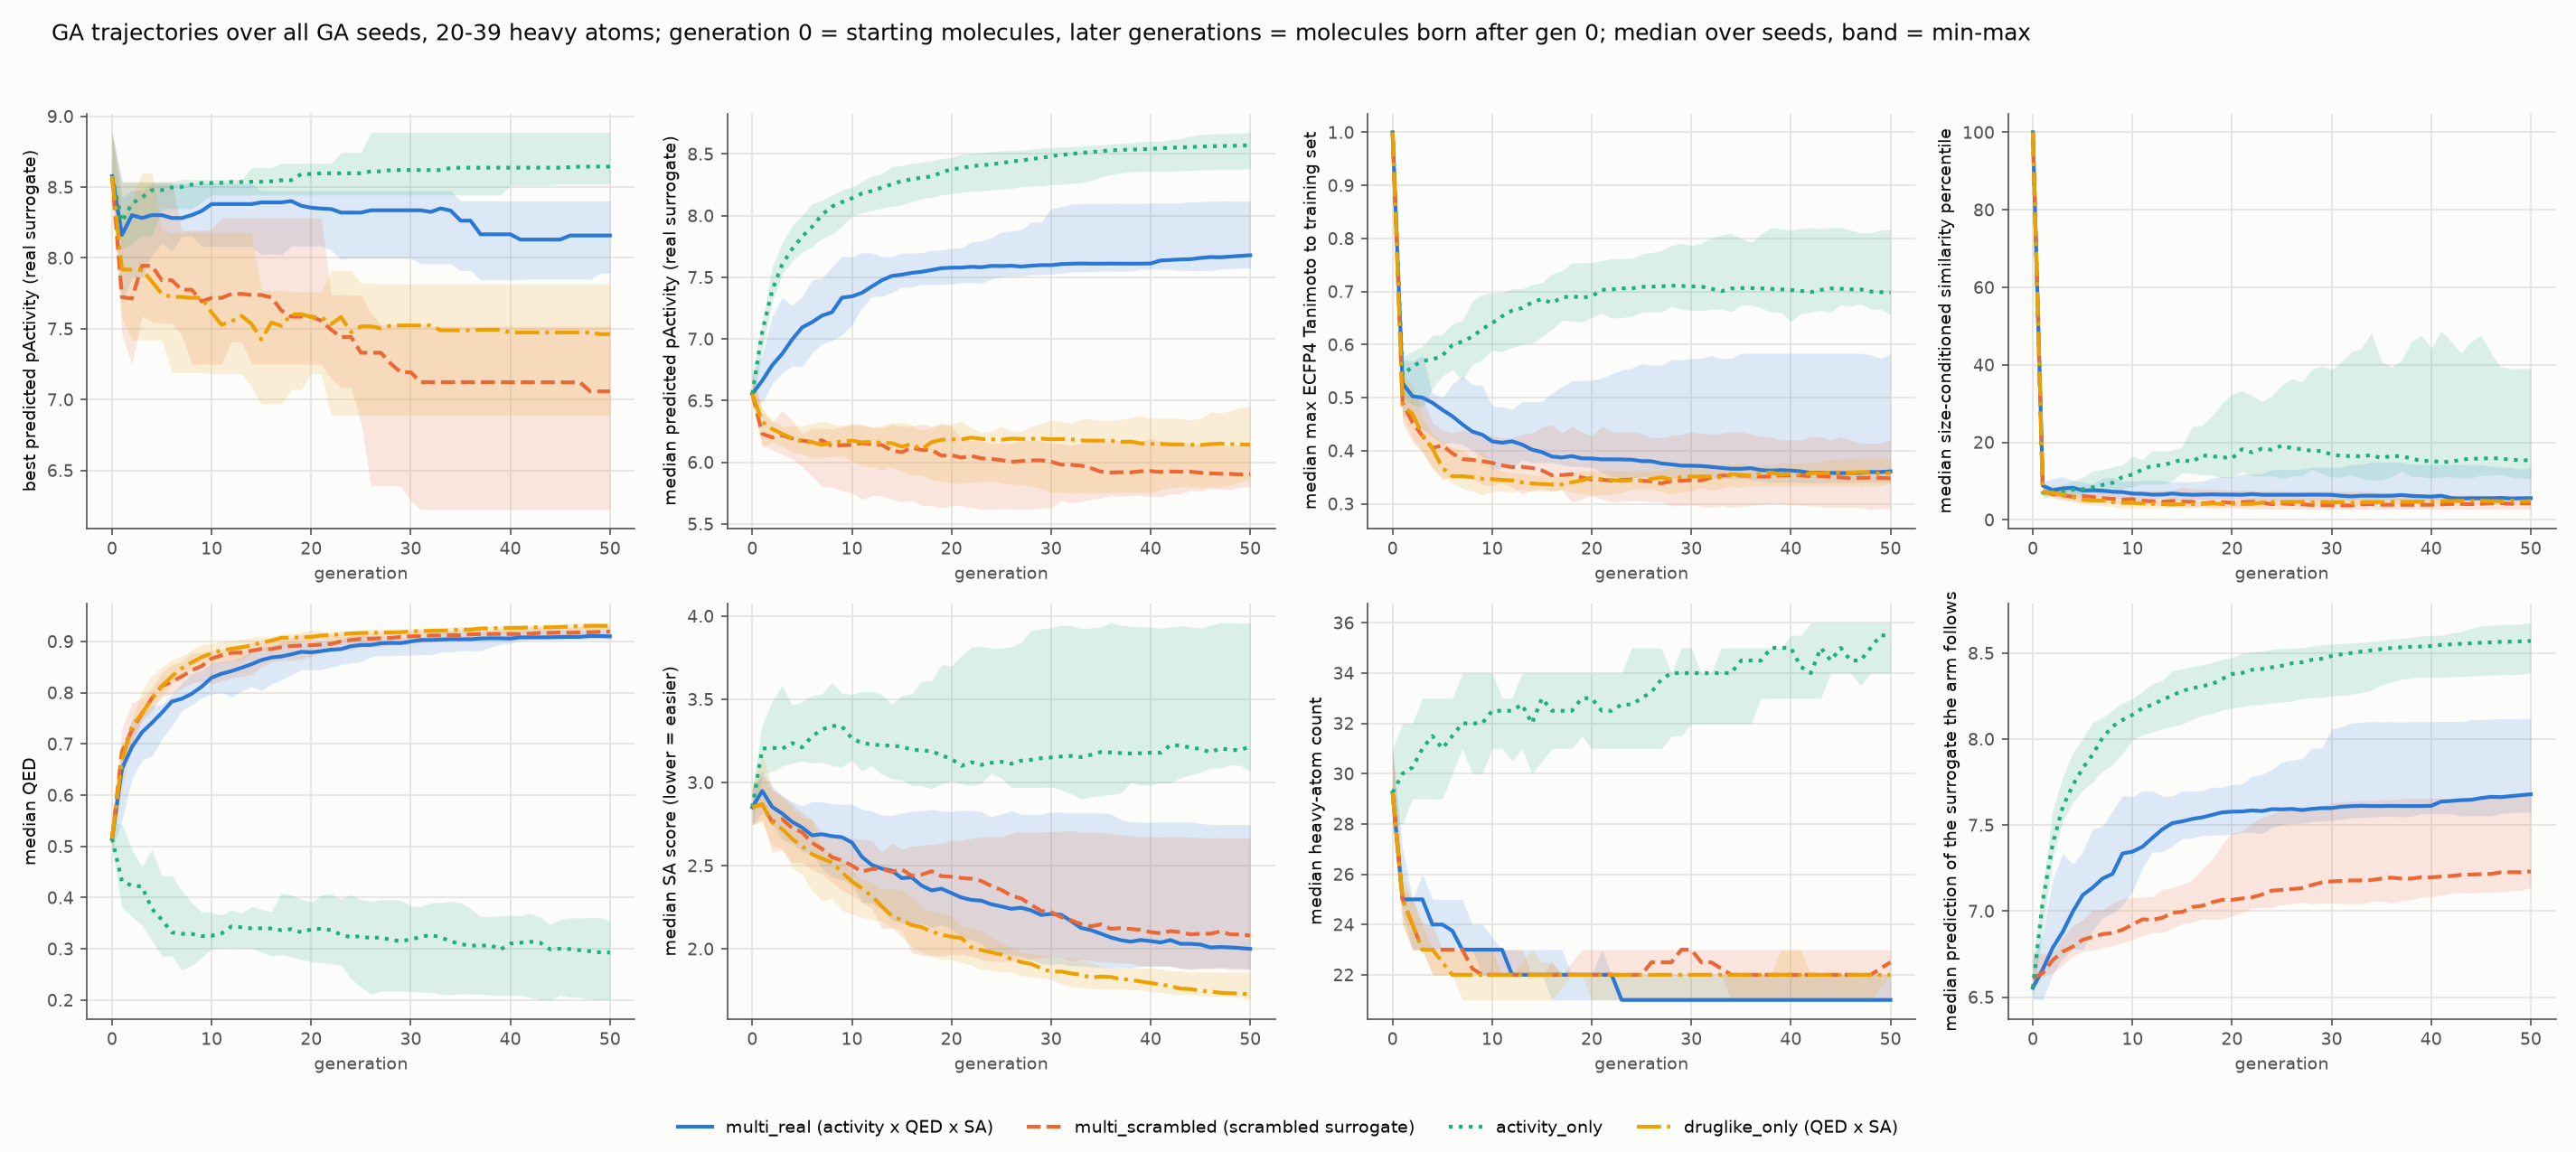 GA trajectories over all GA seeds, 20-39 heavy atoms; generation 0 = starting molecules, later generations = molecules born after gen 0; median over seeds, band = min-max
best predicted pActivity (real surrogate)
9.0
8.5
8.0
7.5
7.0
6.5
0 10 20 30 40 50
generation
median predicted pActivity (real surrogate)
8.5
8.0
7.5
7.0
6.5
6.0
5.5
0 10 20 30 40 50
generation
median max ECFP4 Tanimoto to training set
1.0
0.9
0.8
0.7
0.6
0.5
0.4
0.3
0 10 20 30 40 50
generation
median size-conditioned similarity percentile
100
80
60
40
20
0
0 10 20 30 40 50
generation
median QED
0.9
0.8
0.7
0.6
0.5
0.4
0.3
0.2
0 10 20 30 40 50
generation
median SA score (lower = easier)
4.0
3.5
3.0
2.5
2.0
0 10 20 30 40 50
generation
median heavy-atom count
36
34
32
30
28
26
24
22
0 10 20 30 40 50
generation
median prediction of the surrogate the arm follows
8.5
8.0
7.5
7.0
6.5
0 10 20 30 40 50
generation
multi_real (activity x QED x SA)
multi_scrambled (scrambled surrogate)
activity_only
druglike_only (QED x SA)